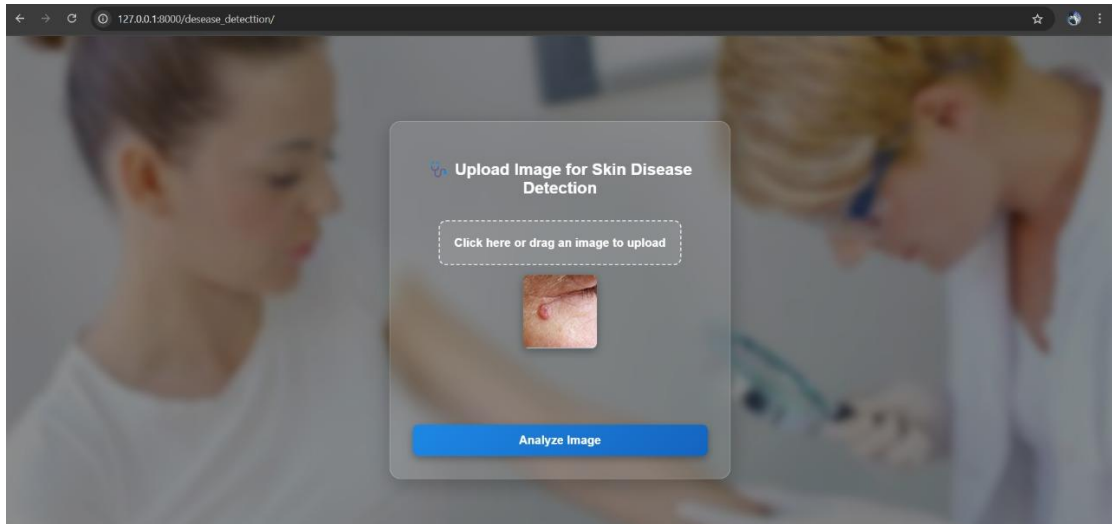 127.0.0.1:8000/desease_detecttion/
Upload Image for Skin Disease
Detection
Click here or drag an image to upload
Analyze Image